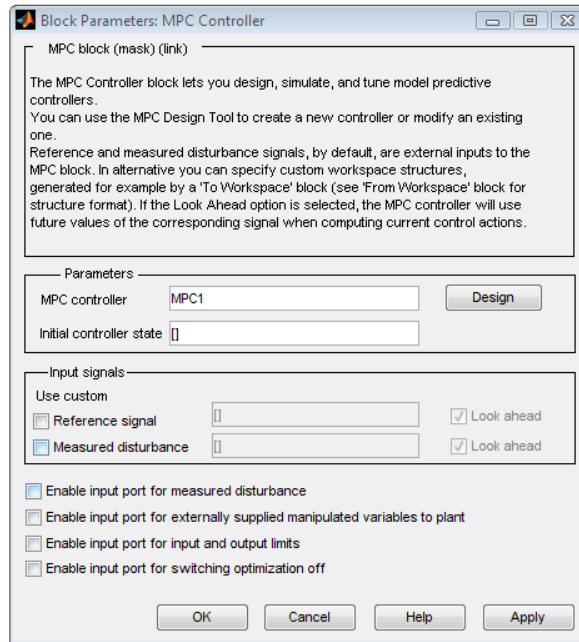 Block Parameters: MPC Controller
MPC block (mask) (link)
The MPC Controller block lets you design, simulate, and tune model predictive
controllers.
You can use the MPC Design Tool to create a new controller or modify an existing
one.
Reference and measured disturbance signals, by default, are external inputs to the
MPC block. In alternative you can specify custom workspace structures,
generated for example by a 'To Workspace' block (see 'From Workspace' block for
structure format). If the Look Ahead option is selected, the MPC controller will use
future values of the corresponding signal when computing current control actions.
Parameters
MPC controller MPC1 Design
Initial controller state []
Input signals
Use custom
Reference signal [] Look ahead
Measured disturbance [] Look ahead
Enable input port for measured disturbance
Enable input port for externally supplied manipulated variables to plant
Enable input port for input and output limits
Enable input port for switching optimization off
OK Cancel Help Apply